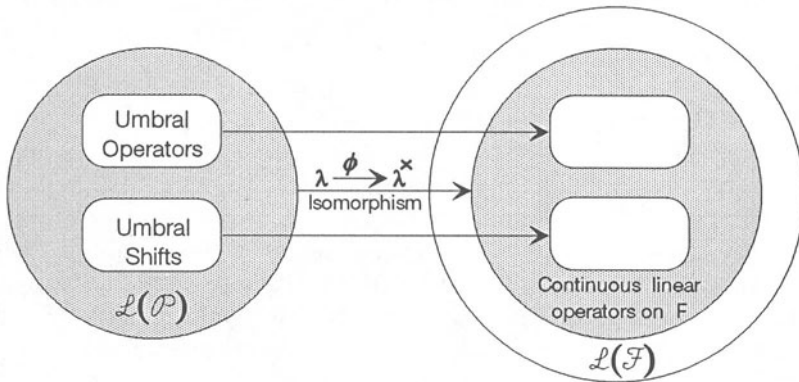 Umbral
Operators
λ ϕ→ λ×
Isomorphism
Umbral
Shifts
ℒ(𝒫)
Continuous linear
operators on F
ℒ(ℱ)